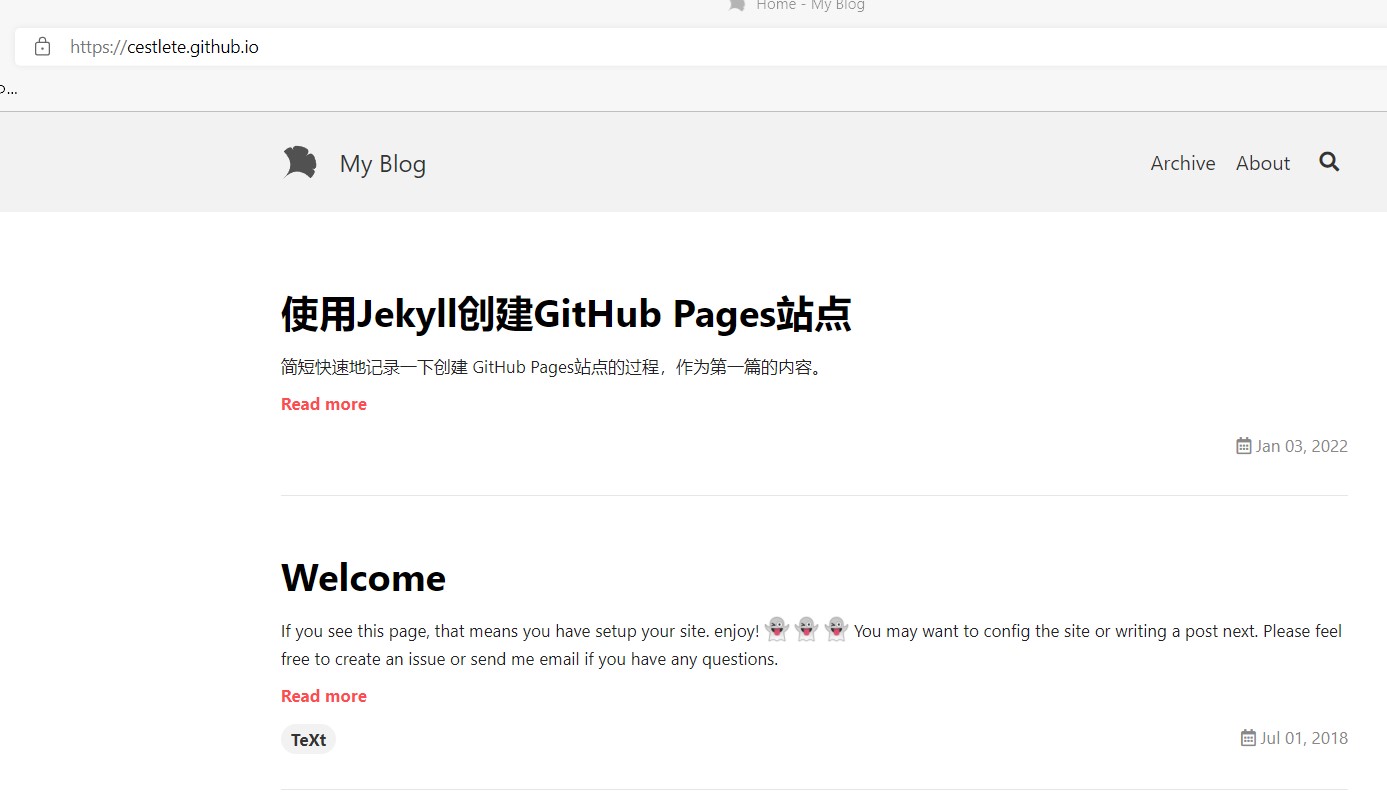 Home - My Blog
https://cestlete.github.io
My Blog
Archive About
使用Jekyll创建GitHub Pages站点
简短快速地记录一下创建 GitHub Pages站点的过程，作为第一篇的内容。
Read more
Jan 03, 2022
Welcome
If you see this page, that means you have setup your site. enjoy! 👻 👻 👻 You may want to config the site or writing a post next. Please feel
free to create an issue or send me email if you have any questions.
Read more
TeXt
Jul 01, 2018